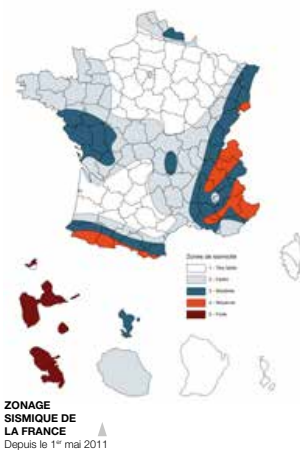 Zones de sismicité
1 - Très faible
2 - Faible
3 - Modérée
4 - Moyenne
5 - Forte
ZONAGE
SISMIQUE DE
LA FRANCE
Depuis le 1er mai 2011